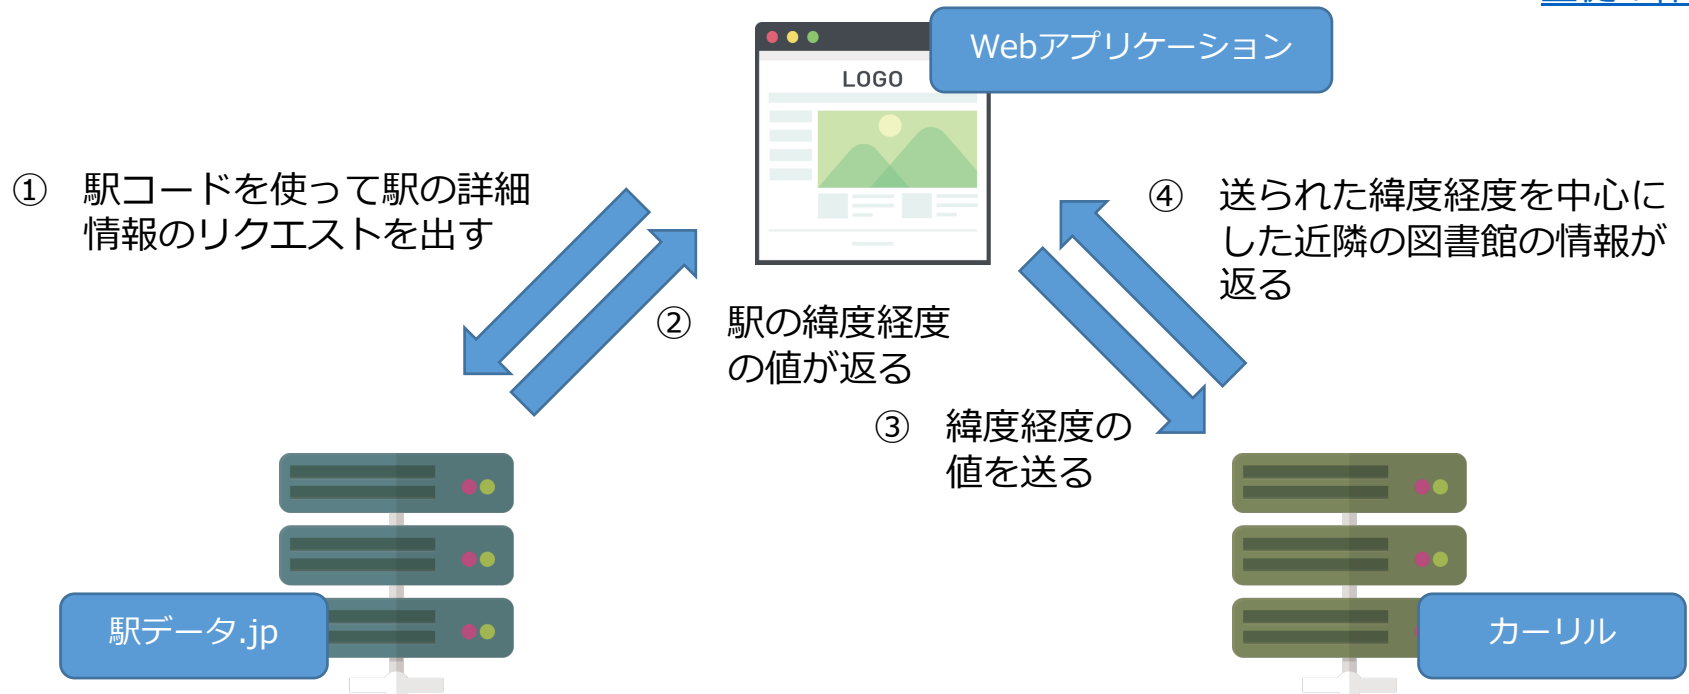 Webアプリケーション
LOGO
① 駅コードを使って駅の詳細
情報のリクエストを出す
④ 送られた緯度経度を中心に
した近隣の図書館の情報が
返る
② 駅の緯度経度
の値が返る
③ 緯度経度の
値を送る
駅データ.jp
カーリル